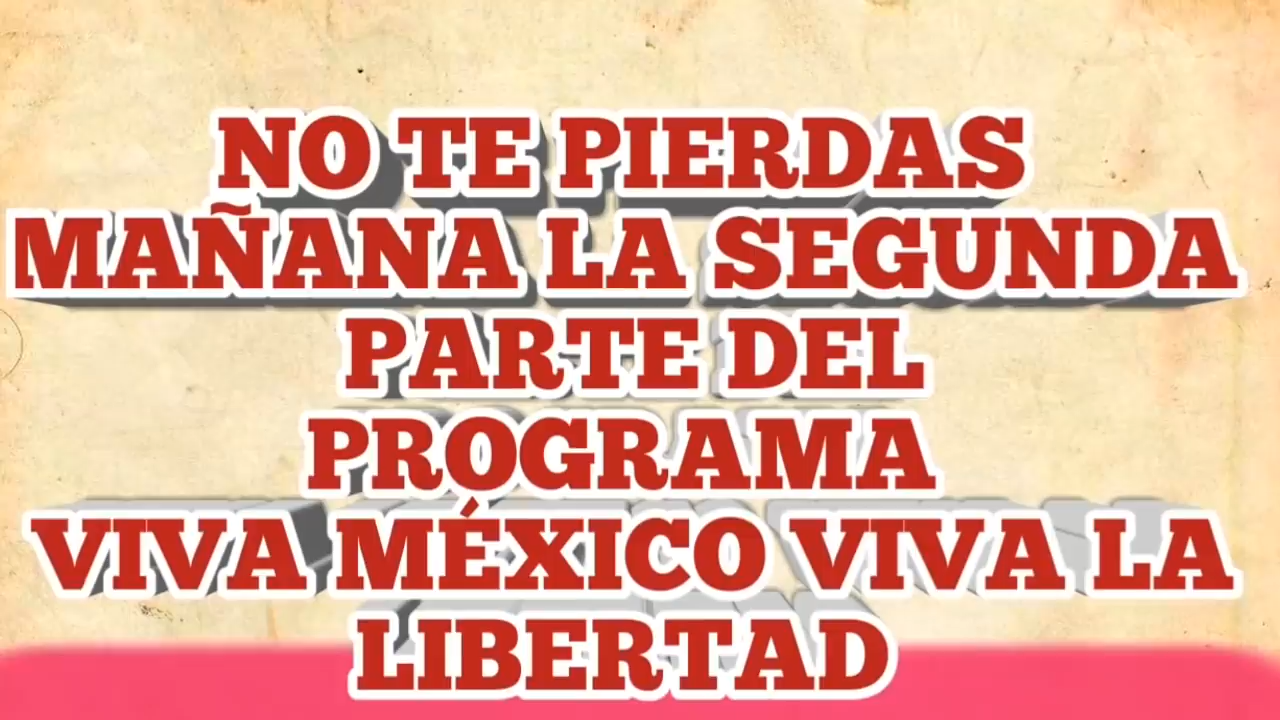 NO TE PIERDAS
MAÑANA LA SEGUNDA
PARTE DEL
PROGRAMA
VIVA MÉXICO VIVA LA
LIBERTAD